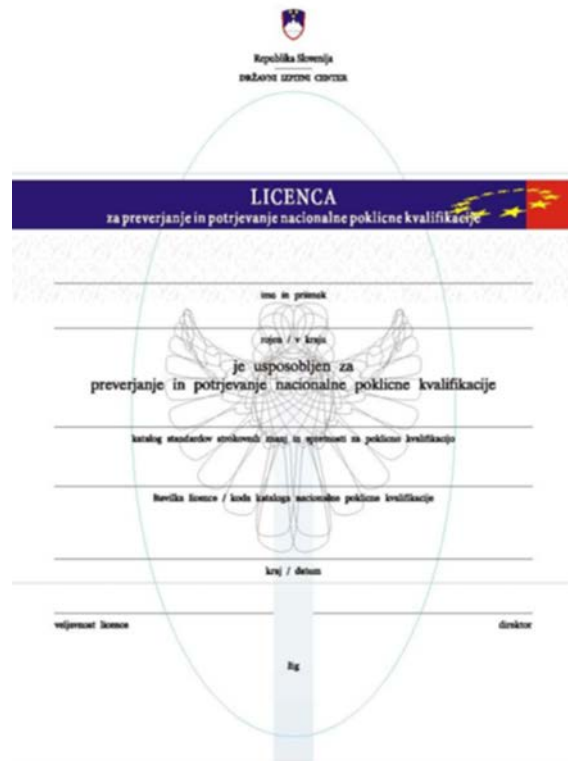 Republika Slovenija
DRŽAVNI IZPITNI CENTER
LICENCA
za preverjanje in potrjevanje nacionalne poklicne kvalifikacije
ime in priimek
rojen / v kraju
je usposobljen za
preverjanje in potrjevanje nacionalne poklicne kvalifikacije
katalog standardov strokovnih znanj in spretnosti za poklicno kvalifikacijo
številka licence / koda kataloga nacionalne poklicne kvalifikacije
kraj / datum
veljavnost licence direktor
žig